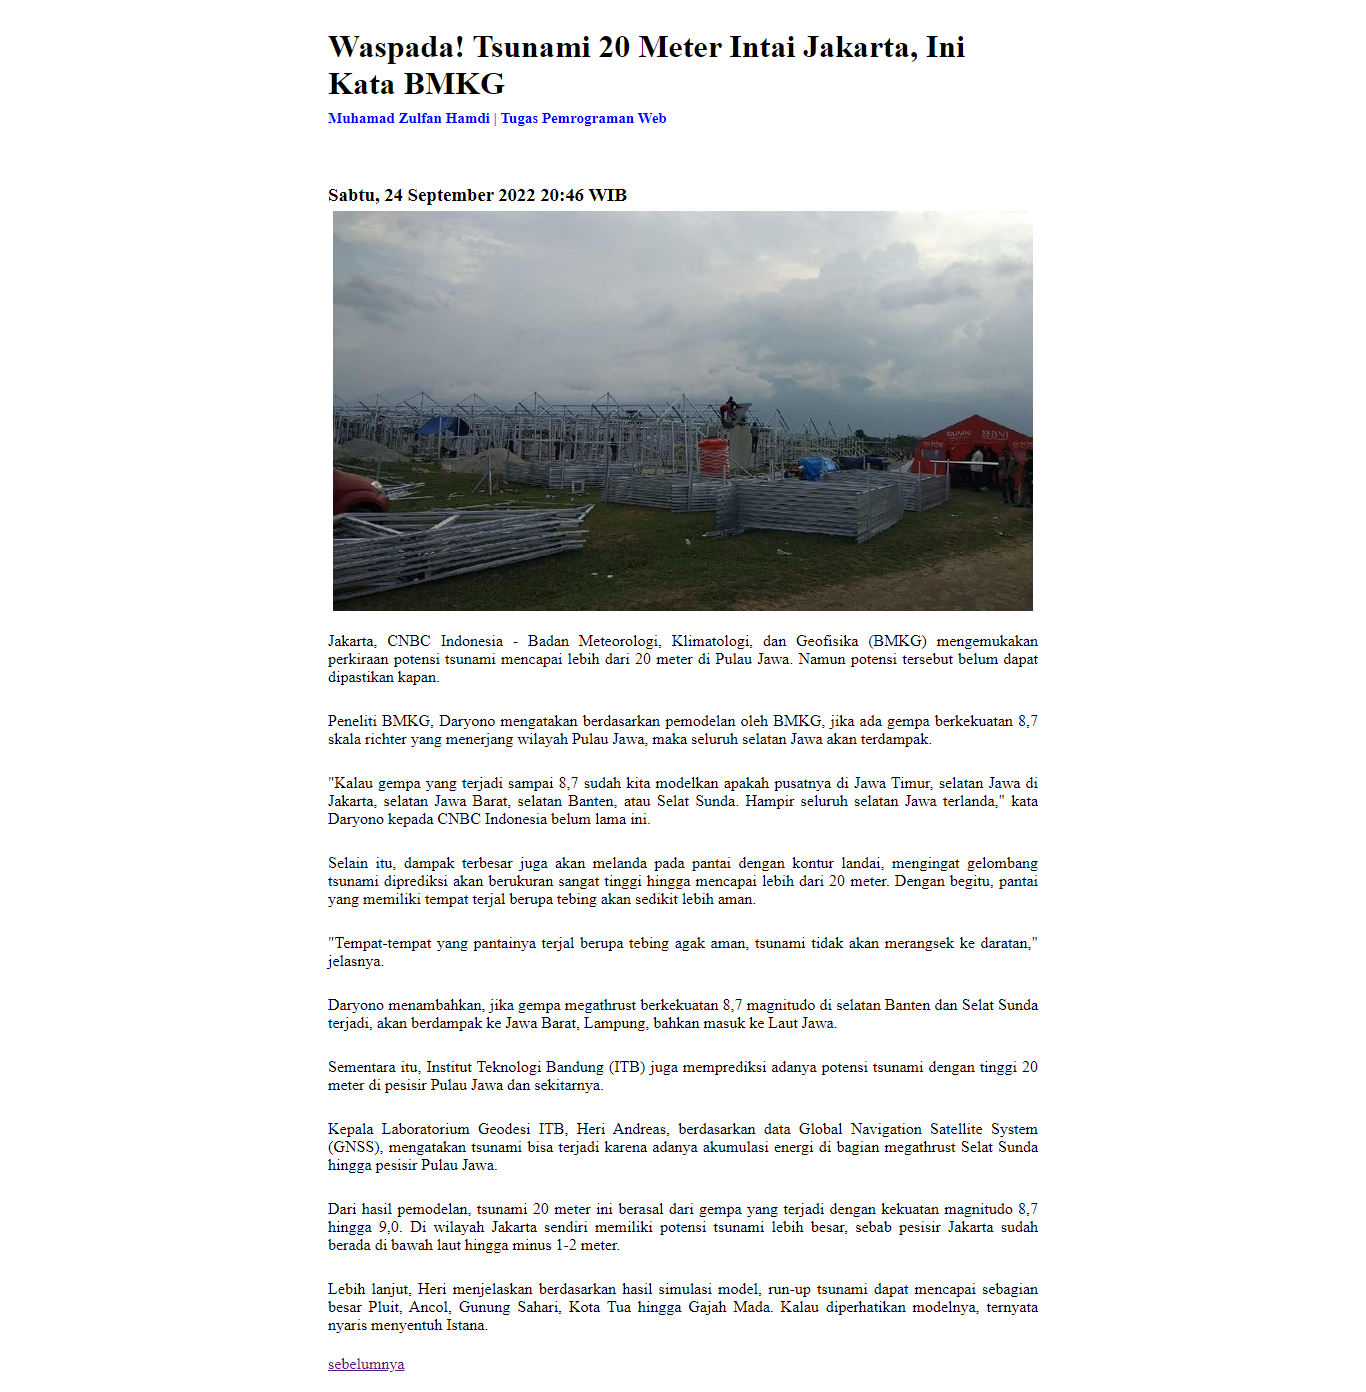 Waspada! Tsunami 20 Meter Intai Jakarta, Ini
Kata BMKG
Muhamad Zulfan Hamdi | Tugas Pemrograman Web
Sabtu, 24 September 2022 20:46 WIB
BUMN
BNI
Jakarta, CNBC Indonesia - Badan Meteorologi, Klimatologi, dan Geofisika (BMKG) mengemukakan
perkiraan potensi tsunami mencapai lebih dari 20 meter di Pulau Jawa. Namun potensi tersebut belum dapat
dipastikan kapan.
Peneliti BMKG, Daryono mengatakan berdasarkan pemodelan oleh BMKG, jika ada gempa berkekuatan 8,7
skala richter yang menerjang wilayah Pulau Jawa, maka seluruh selatan Jawa akan terdampak.
"Kalau gempa yang terjadi sampai 8,7 sudah kita modelkan apakah pusatnya di Jawa Timur, selatan Jawa di
Jakarta, selatan Jawa Barat, selatan Banten, atau Selat Sunda. Hampir seluruh selatan Jawa terlanda," kata
Daryono kepada CNBC Indonesia belum lama ini.
Selain itu, dampak terbesar juga akan melanda pada pantai dengan kontur landai, mengingat gelombang
tsunami diprediksi akan berukuran sangat tinggi hingga mencapai lebih dari 20 meter. Dengan begitu, pantai
yang memiliki tempat terjal berupa tebing akan sedikit lebih aman.
"Tempat-tempat yang pantainya terjal berupa tebing agak aman, tsunami tidak akan merangsek ke daratan,"
jelasnya.
Daryono menambahkan, jika gempa megathrust berkekuatan 8,7 magnitudo di selatan Banten dan Selat Sunda
terjadi, akan berdampak ke Jawa Barat, Lampung, bahkan masuk ke Laut Jawa.
Sementara itu, Institut Teknologi Bandung (ITB) juga memprediksi adanya potensi tsunami dengan tinggi 20
meter di pesisir Pulau Jawa dan sekitarnya.
Kepala Laboratorium Geodesi ITB, Heri Andreas, berdasarkan data Global Navigation Satellite System
(GNSS), mengatakan tsunami bisa terjadi karena adanya akumulasi energi di bagian megathrust Selat Sunda
hingga pesisir Pulau Jawa.
Dari hasil pemodelan, tsunami 20 meter ini berasal dari gempa yang terjadi dengan kekuatan magnitudo 8,7
hingga 9,0. Di wilayah Jakarta sendiri memiliki potensi tsunami lebih besar, sebab pesisir Jakarta sudah
berada di bawah laut hingga minus 1-2 meter.
Lebih lanjut, Heri menjelaskan berdasarkan hasil simulasi model, run-up tsunami dapat mencapai sebagian
besar Pluit, Ancol, Gunung Sahari, Kota Tua hingga Gajah Mada. Kalau diperhatikan modelnya, ternyata
nyaris menyentuh Istana.
sebelumnya